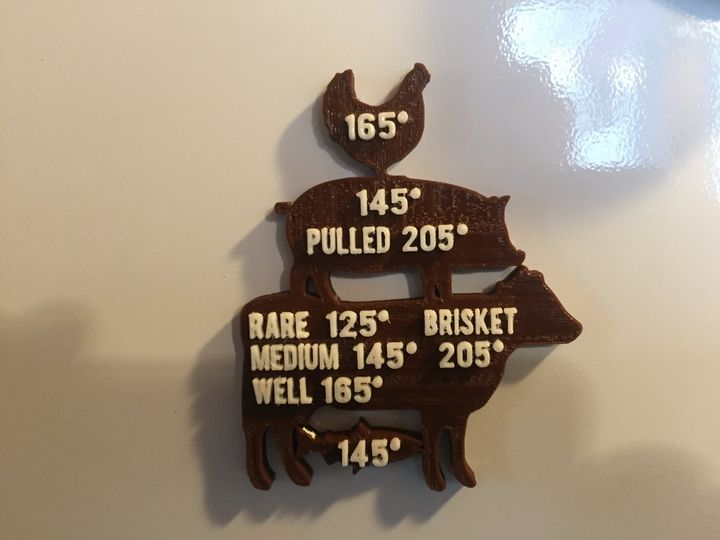 165°
145°
PULLED 205°
RARE 125° BRISKET
MEDIUM 145° 205°
WELL 165°
145°